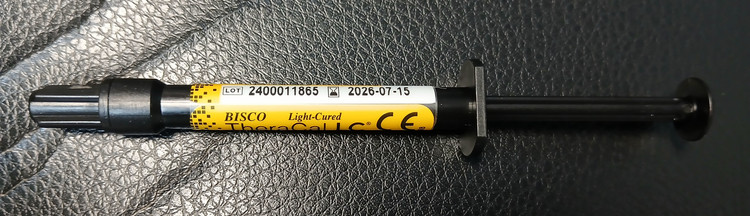 LOT 2400011865 2026-07-15
BISCO Light-Cured
TheraCal LC® CE